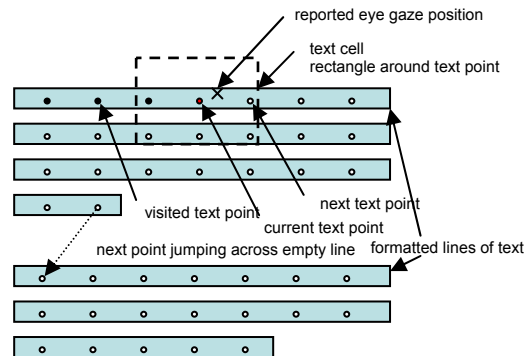 reported eye gaze position
text cell
rectangle around text point
next text point
visited text point
current text point
next point jumping across empty line
formatted lines of text